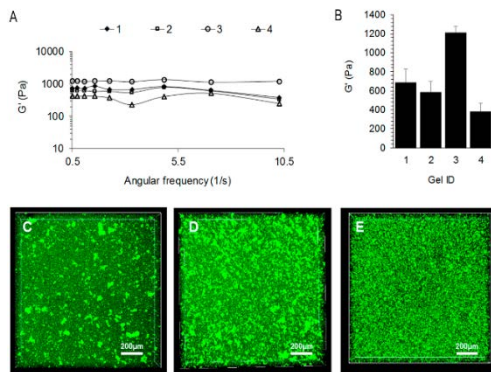 A
1 2 3 4
G' (Pa)
10000
1000
100
10
0.5 5.5 10.5
Angular frequency (1/s)
B
G' (Pa)
1400
1200
1000
800
600
400
200
0
1 2 3 4
Gel ID
C D E
200µm 200µm 200µm